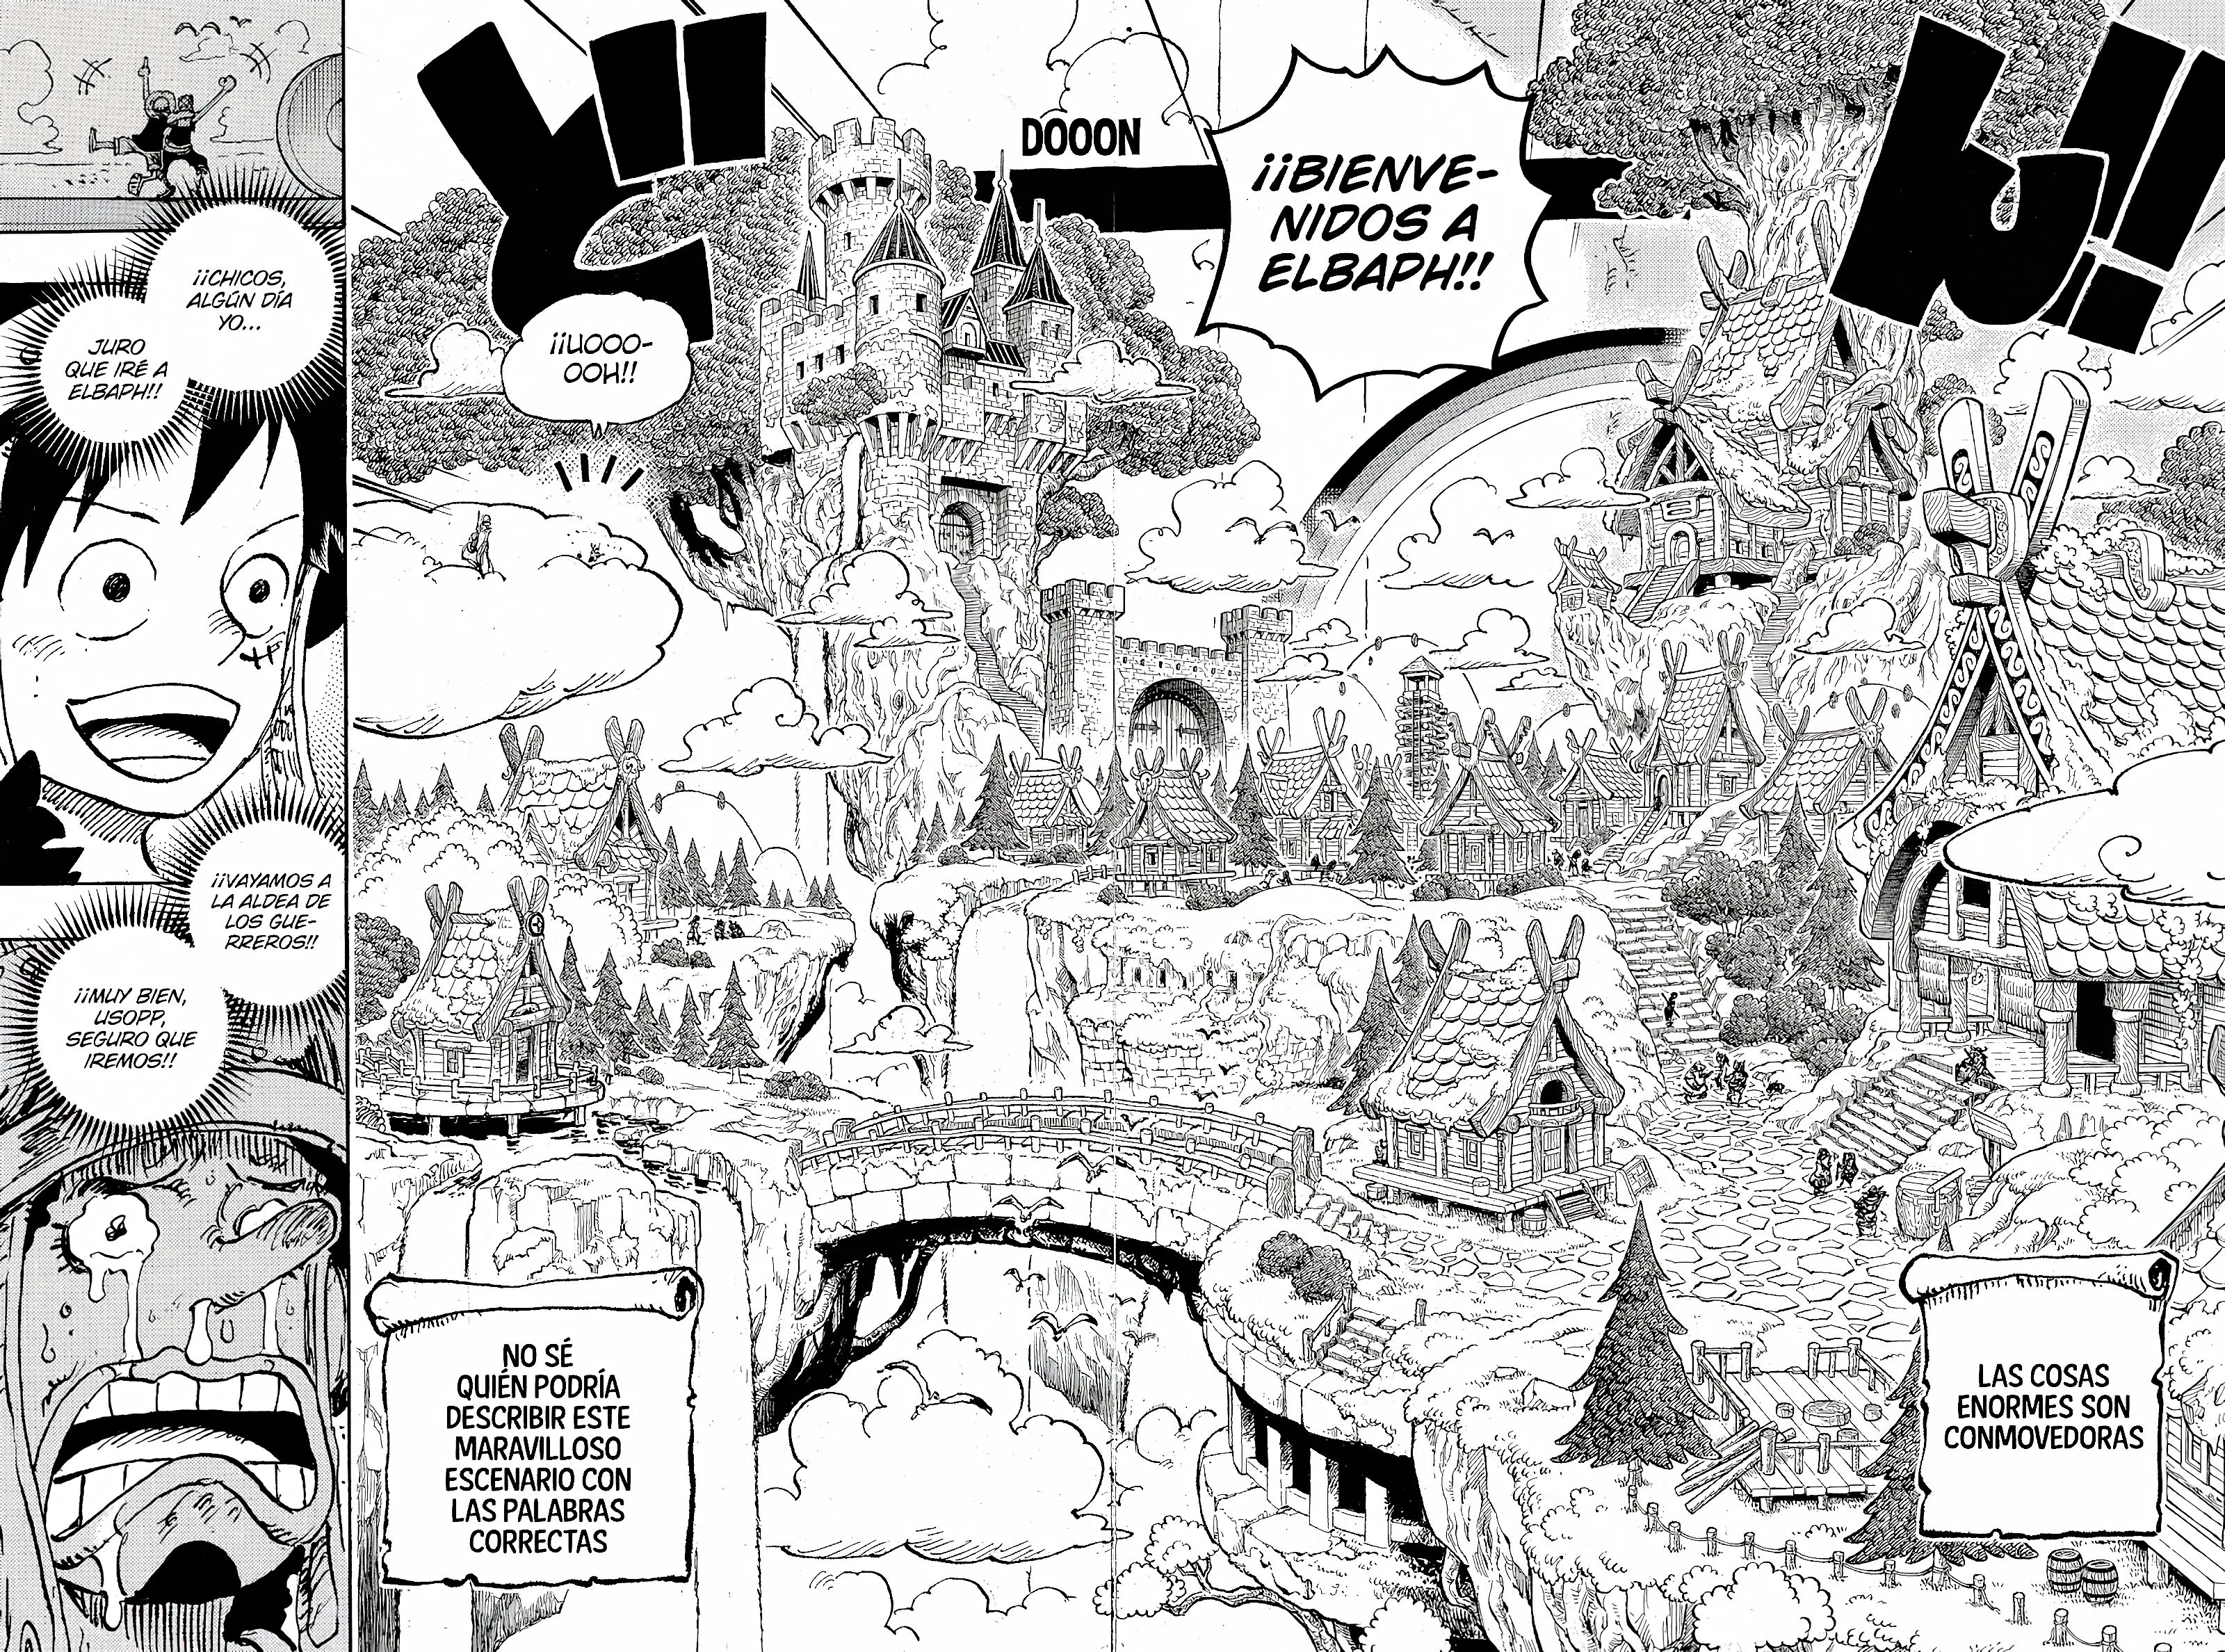 ど
ん!!
DOOON
¡¡BIENVE-
NIDOS A
ELBAPH!!
¡¡UOOO-
OOH!!
LAS COSAS
ENORMES SON
CONMOVEDORAS
NO SÉ
QUIÉN PODRÍA
DESCRIBIR ESTE
MARAVILLOSO
ESCENARIO CON
LAS PALABRAS
CORRECTAS
¡¡CHICOS,
ALGÚN DÍA
YO...
JURO
QUE IRÉ A
ELBAPH!!
¡¡VAYAMOS A
LA ALDEA DE
LOS GUE-
RREROS!!
¡¡MUY BIEN,
USOPP,
SEGURO QUE
IREMOS!!